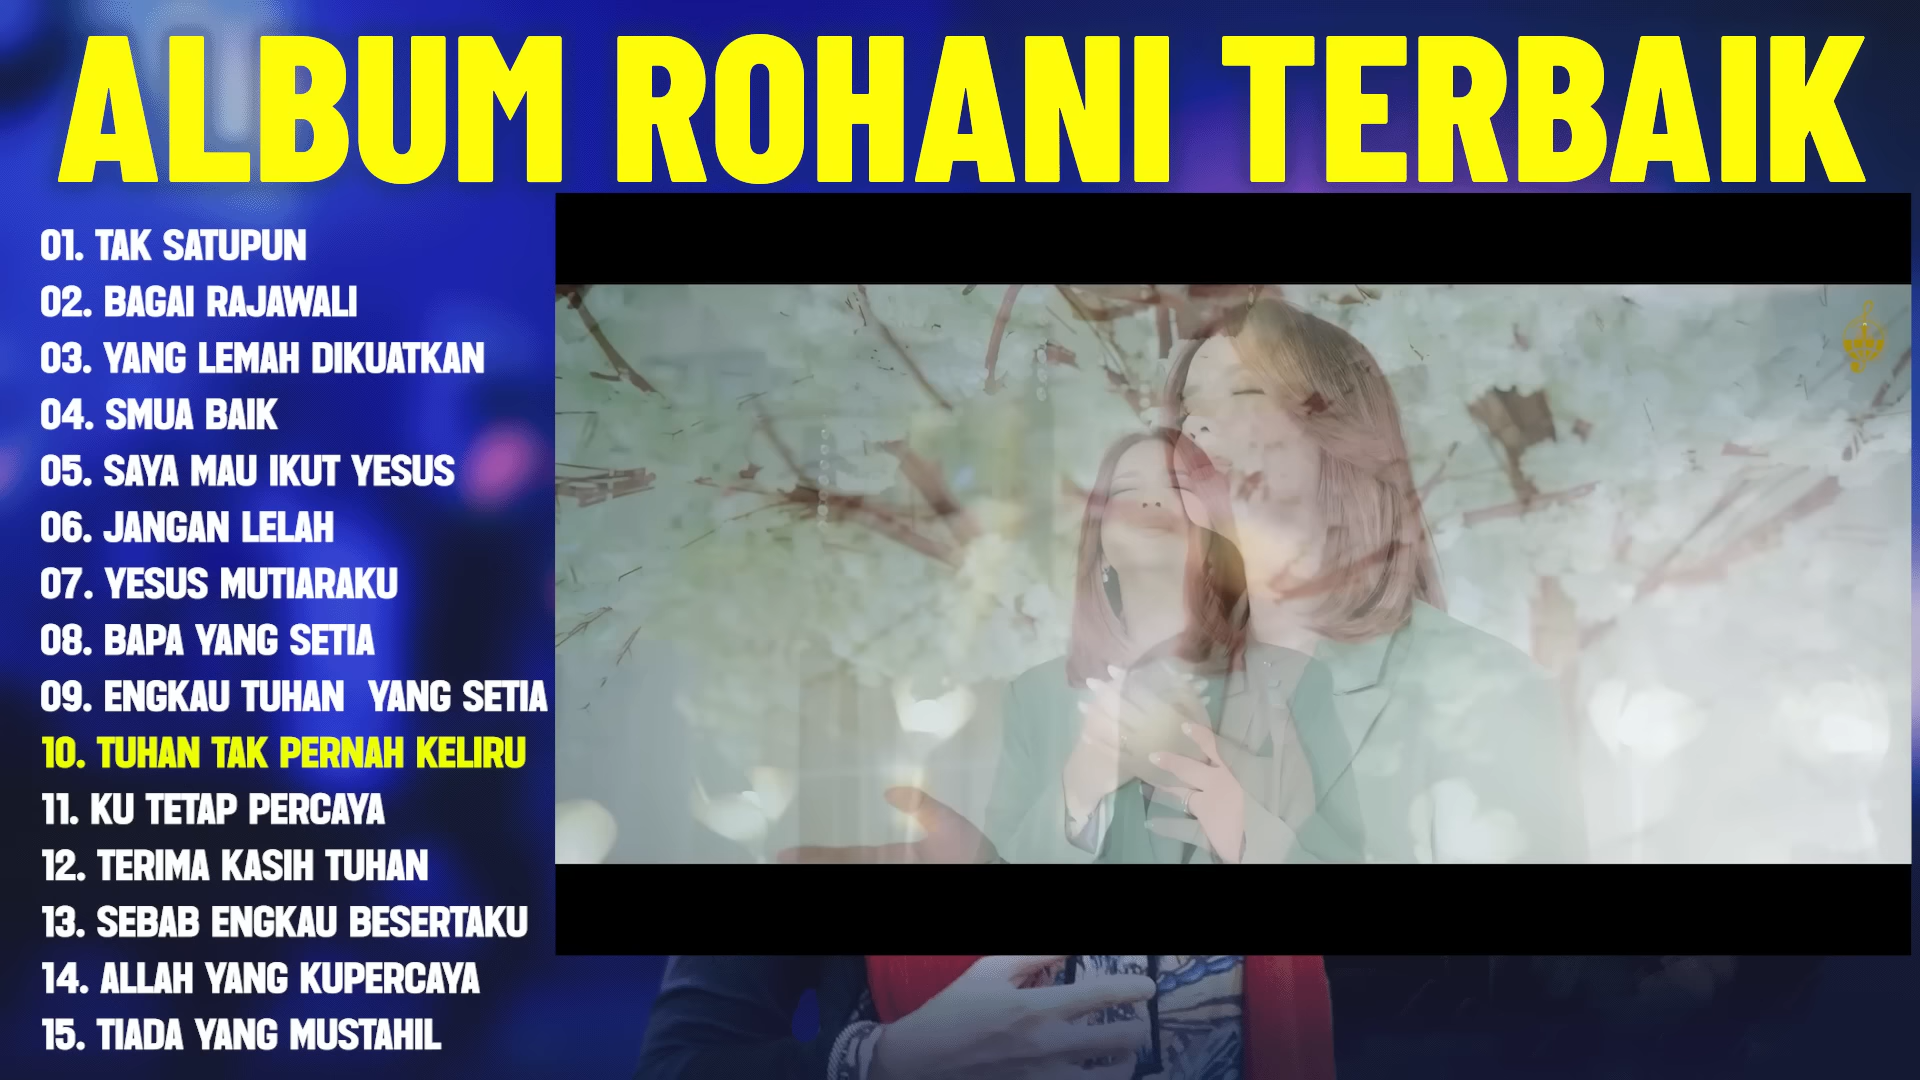 ALBUM ROHANI TERBAIK
01. TAK SATUPUN
02. BAGAI RAJAWALI
03. YANG LEMAH DIKUATKAN
04. SMUA BAIK
05. SAYA MAU IKUT YESUS
06. JANGAN LELAH
07. YESUS MUTIARAKU
08. BAPA YANG SETIA
09. ENGKAU TUHAN  YANG SETIA
10. TUHAN TAK PERNAH KELIRU
11. KU TETAP PERCAYA
12. TERIMA KASIH TUHAN
13. SEBAB ENGKAU BESERTAKU
14. ALLAH YANG KUPERCAYA
15. TIADA YANG MUSTAHIL